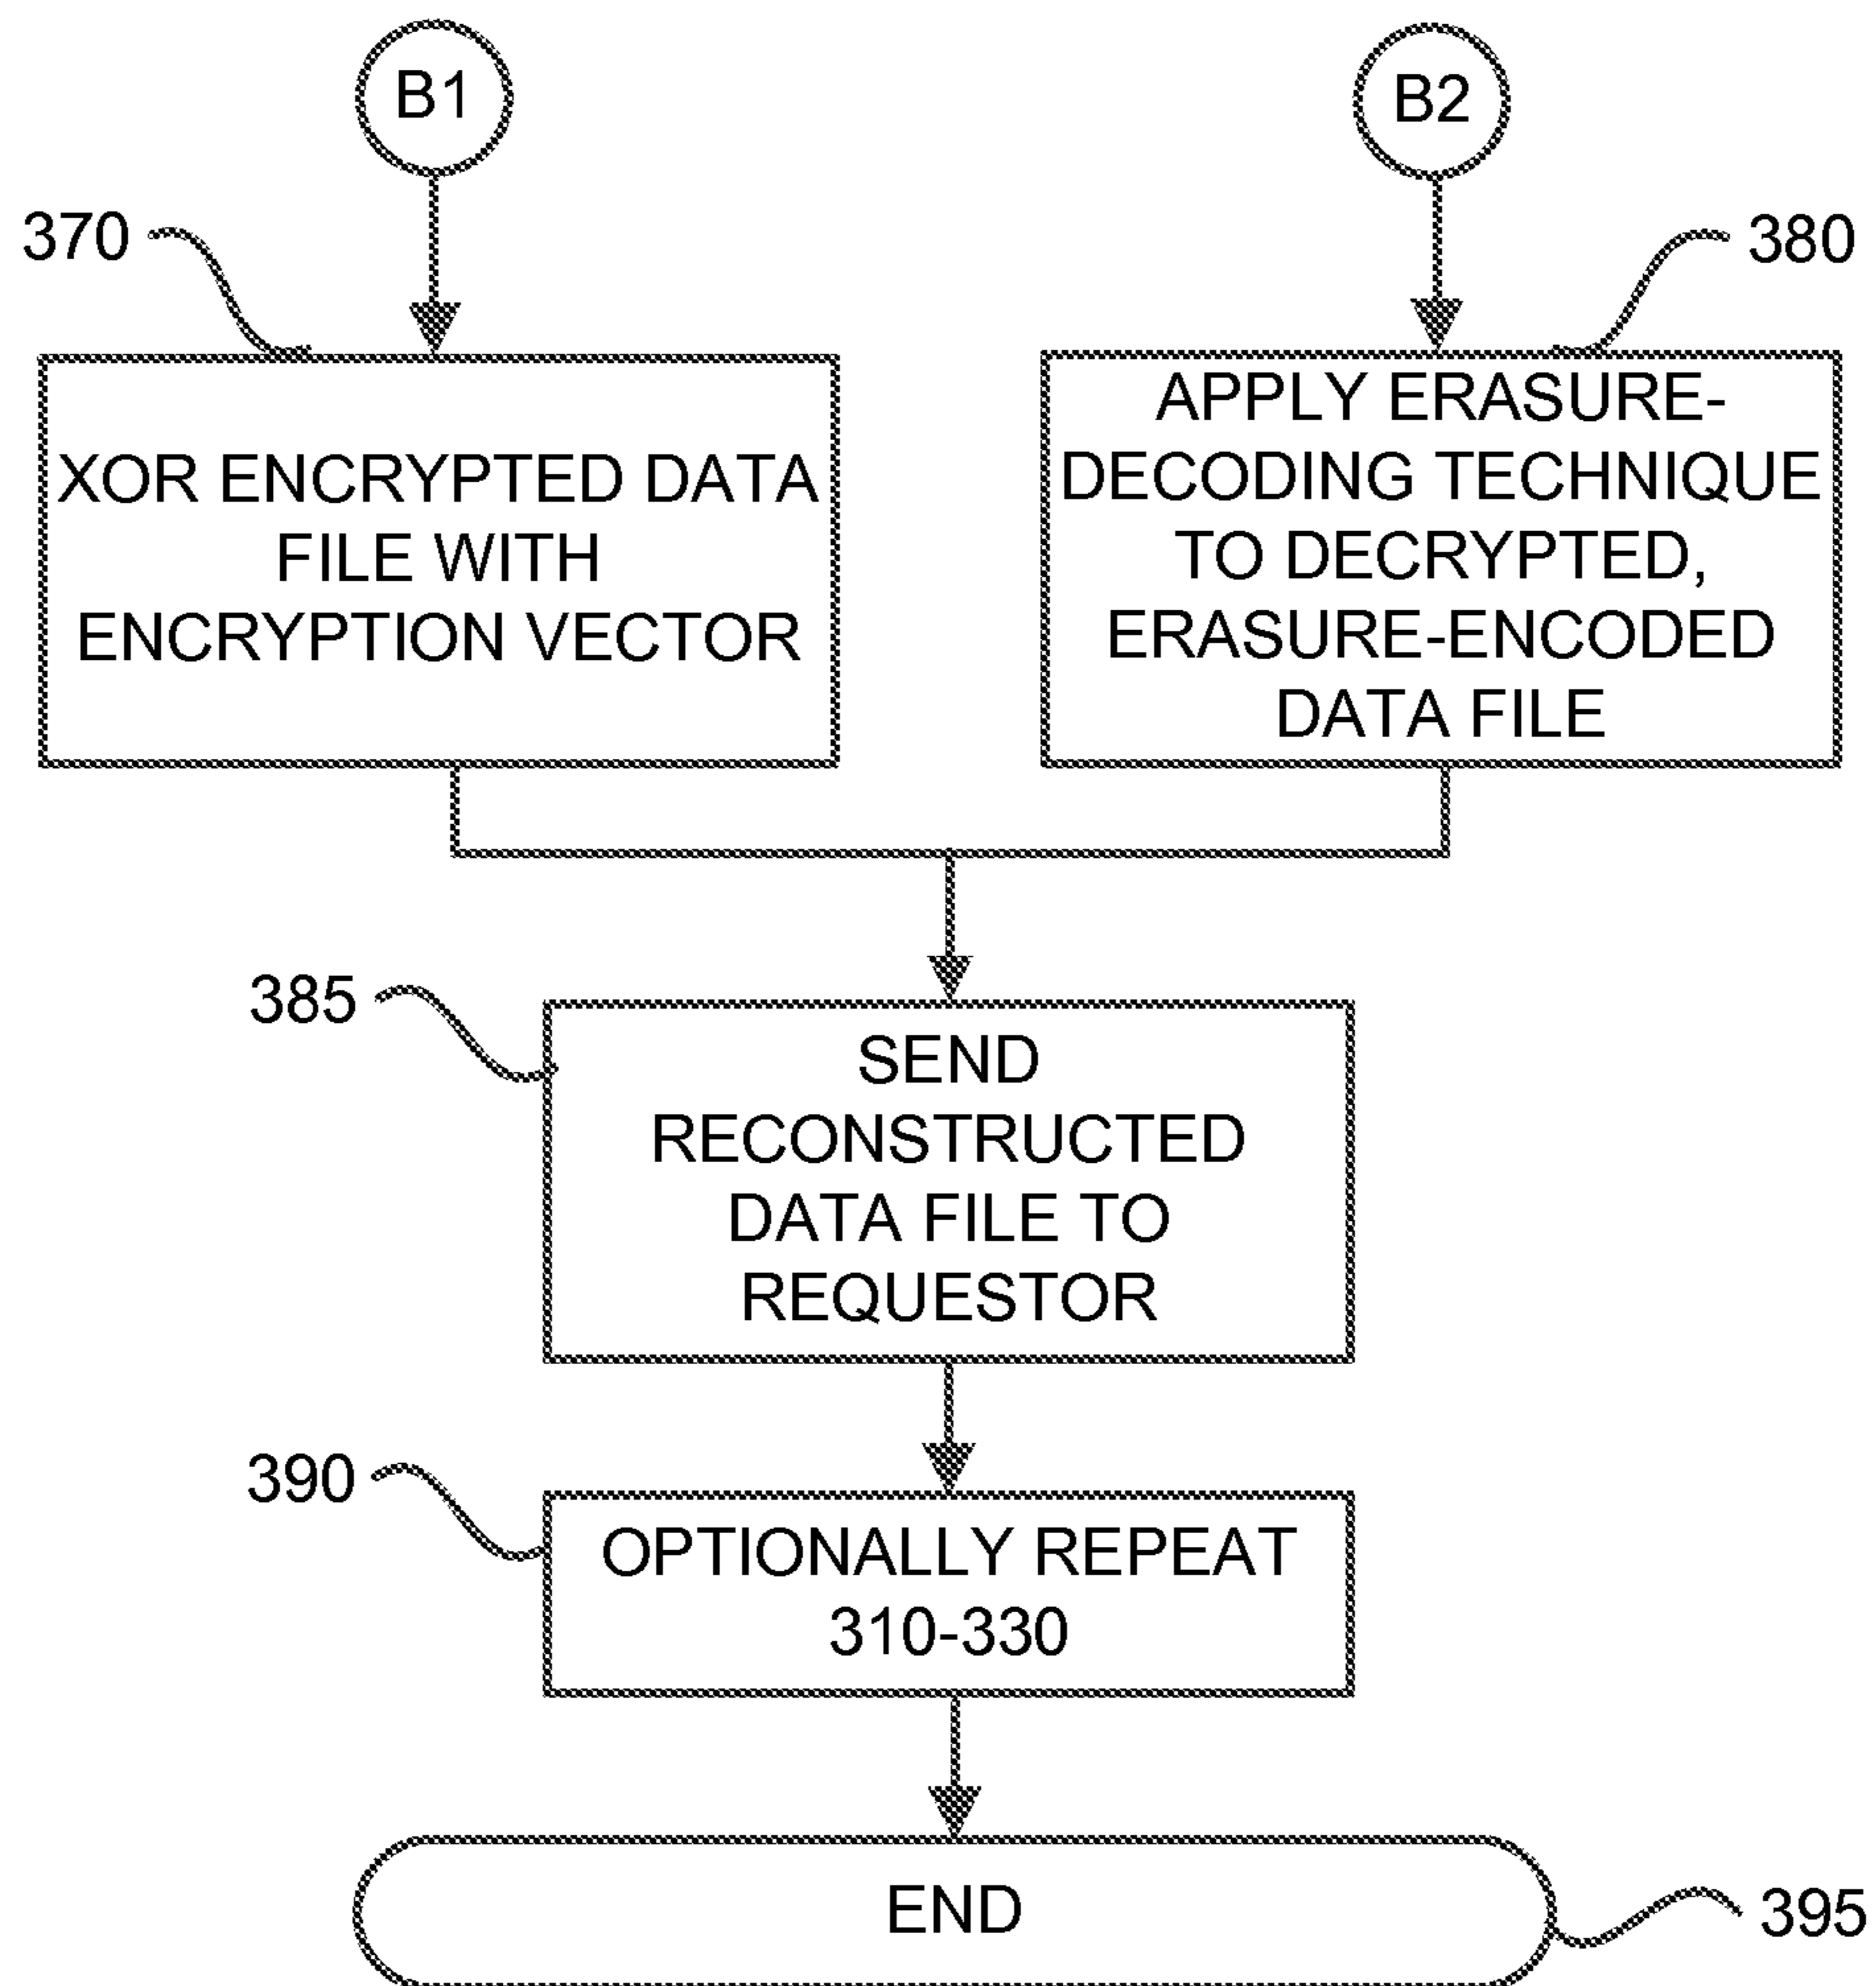 B1
B2
370
380
XOR ENCRYPTED DATA
FILE WITH
ENCRYPTION VECTOR
APPLY ERASURE-
DECODING TECHNIQUE
TO DECRYPTED,
ERASURE-ENCODED
DATA FILE
385
SEND
RECONSTRUCTED
DATA FILE TO
REQUESTOR
390
OPTIONALLY REPEAT
310-330
END
395